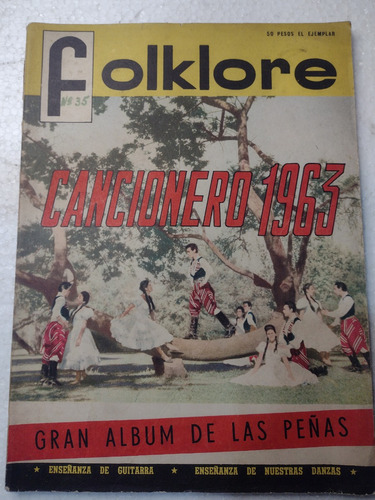 50 PESOS EL EJEMPLAR
folklore
Nº 35
CANCIONERO 1963
GRAN ALBUM DE LAS PEÑAS
★ ENSEÑANZA DE GUITARRA ★ ENSEÑANZA DE NUESTRAS DANZAS ★